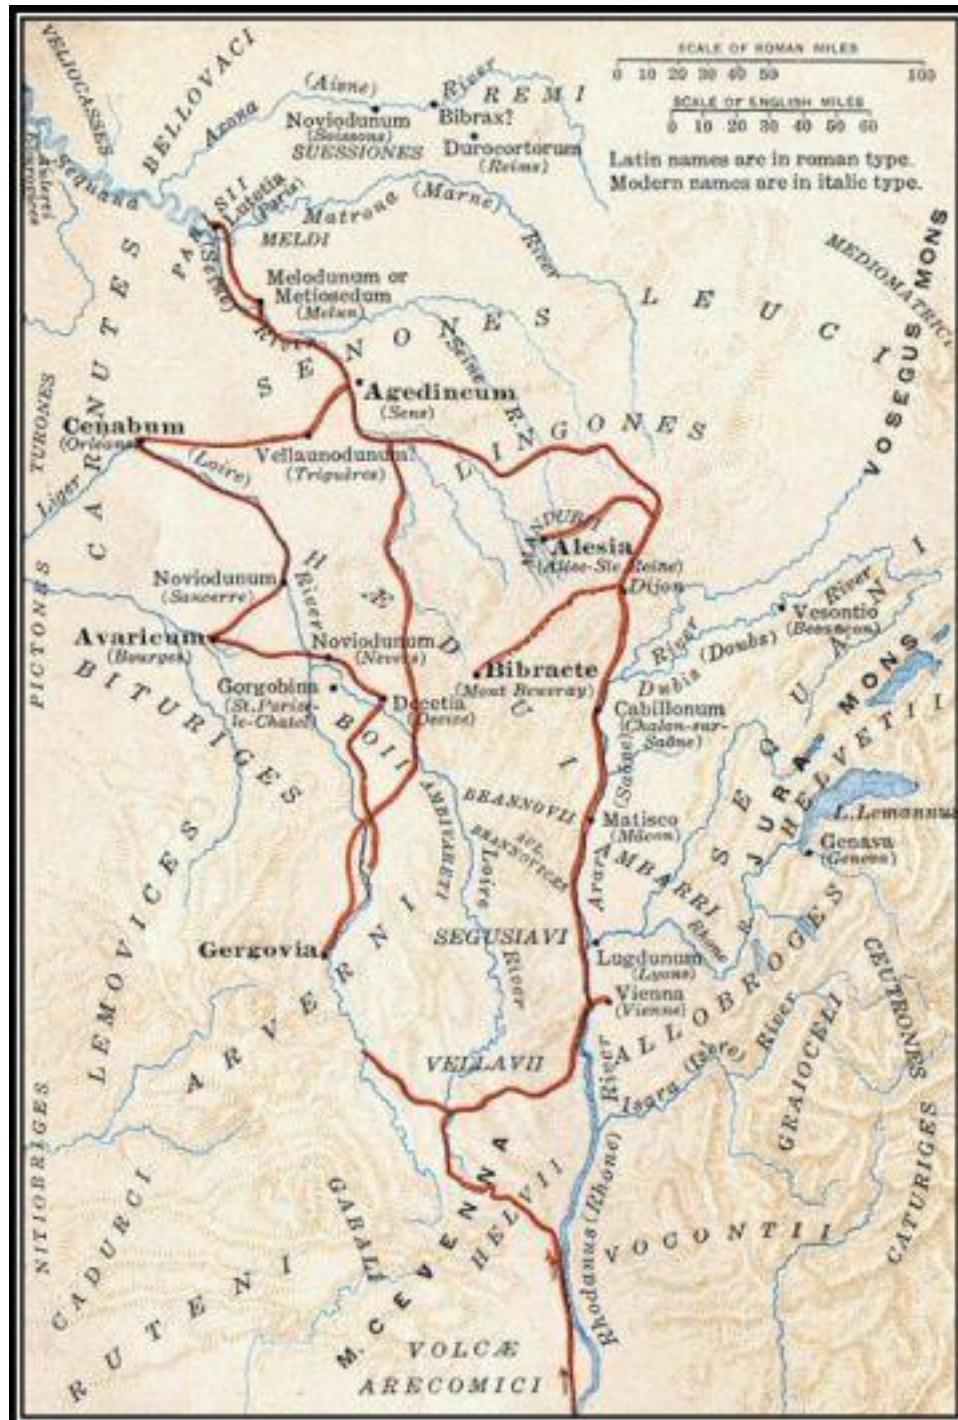 SCALE OF ROMAN MILES
0 10 20 30 40 50 100
SCALE OF ENGLISH MILES
0 10 20 30 40 50 60
Latin names are in roman type.
Modern names are in italic type.
VELIOCASSES
BELLOVACI
Axona
(Aisne)
River
REMI
Noviodunum
(Soissons)
SUESSIONES
Bibrax?
Durocortorum
(Reims)
Sequana
PARISII
Lutetia
(Paris)
Matrona (Marne)
River
MELDI
(Seine)
River
Melodunum or
Metiosedum
(Melun)
LEUCI
MEDIOMATRICI
VOSEGUS MONS
SENONES
Seine
R.
Agedincum
(Sens)
CARNUTES
TURONES
Cenabum
(Orleans)
Liger
(Loire)
River
Vellaunodunum?
(Triguères)
LINGONES
MANDUBII
Alesia
(Alise-Ste Reine)
Dijon
Noviodunum
(Sancerre)
HÆDUI
Avaricum
(Bourges)
Noviodunum
(Nevers)
Bibracte
(Mont Beuvray)
Vesontio
(Besançon)
Dubis
(Doubs)
River
River
PICTONES
BITURIGES
Gorgobina
(St. Parize-
le-Chatel)
Decetia
(Decize)
BOII
Cabillonum
(Chalon-sur-
Saône)
(Saône)
SEQUANI
JURA MONS
HELVETII
L. Lemannus
Genava
(Geneva)
AMBIVARETI
BRANNOVII
AUL.
BRANNOVICES
Matisco
(Mâcon)
Arar
AMBARRI
LEMOVICES
Loire
River
SEGUSIAVI
Rhone
R.
Lugdunum
(Lyons)
Gergovia
ARVERNI
Vienna
(Vienne)
ALLOBROGES
CEUTRONES
GRAIOCELI
VELLAVII
River
Isara (Isère) River
NITIOBRIGES
CADURCI
RUTENI
GABALI
M. CEVENNA
HELVII
Rhodanus (Rhone)
VOCONTII
CATURIGES
VOLCÆ
ARECOMICI